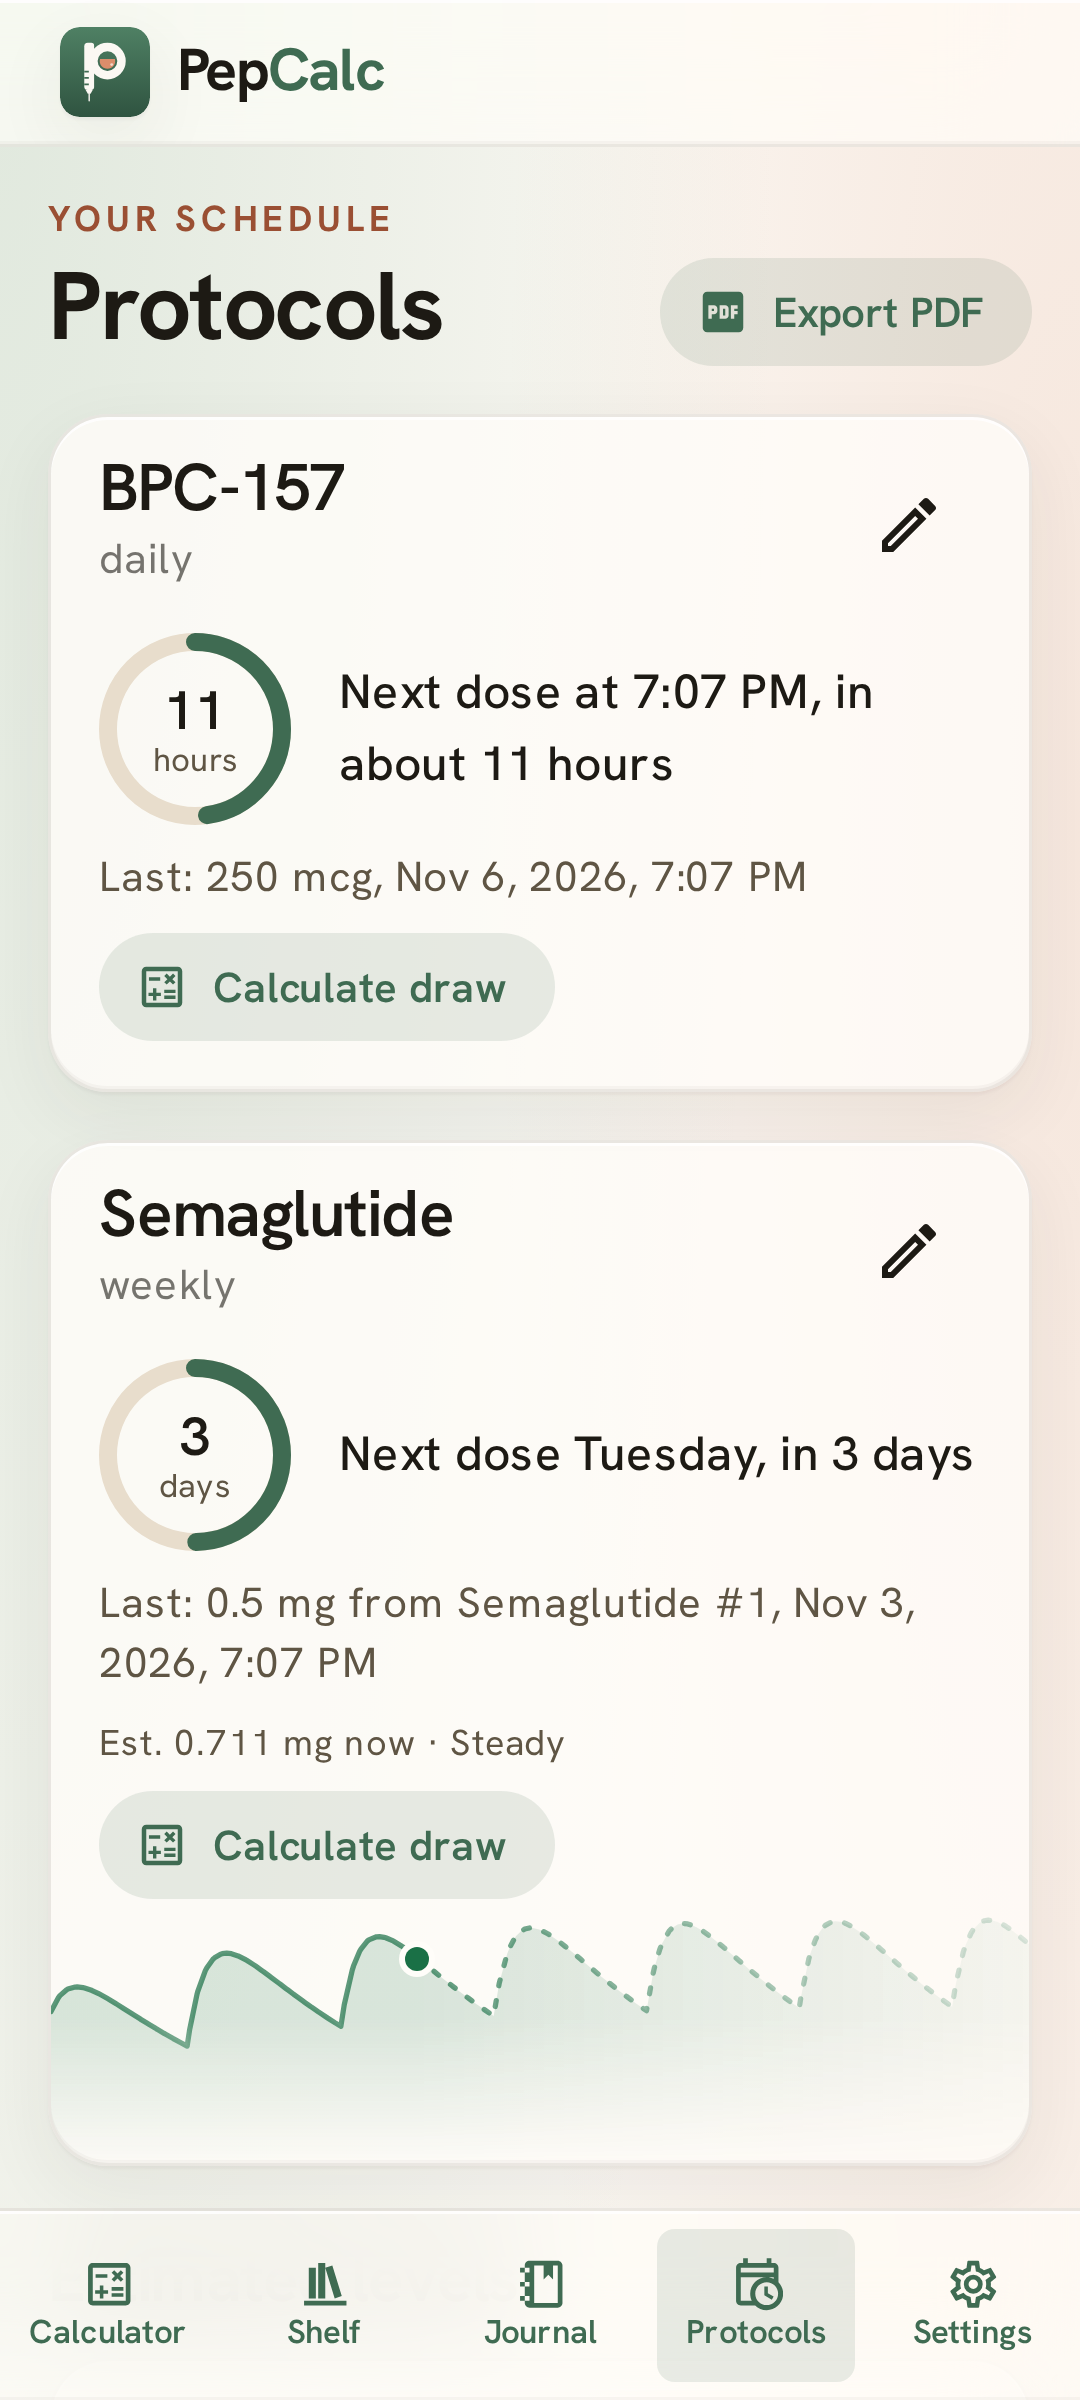 PepCalc
YOUR SCHEDULE
Protocols
PDF Export PDF
BPC-157
daily
11
hours
Next dose at 7:07 PM, in
about 11 hours
Last: 250 mcg, Nov 6, 2026, 7:07 PM
Calculate draw
Semaglutide
weekly
3
days
Next dose Tuesday, in 3 days
Last: 0.5 mg from Semaglutide #1, Nov 3,
2026, 7:07 PM
Est. 0.711 mg now · Steady
Calculate draw
Calculator Shelf Journal Protocols Settings